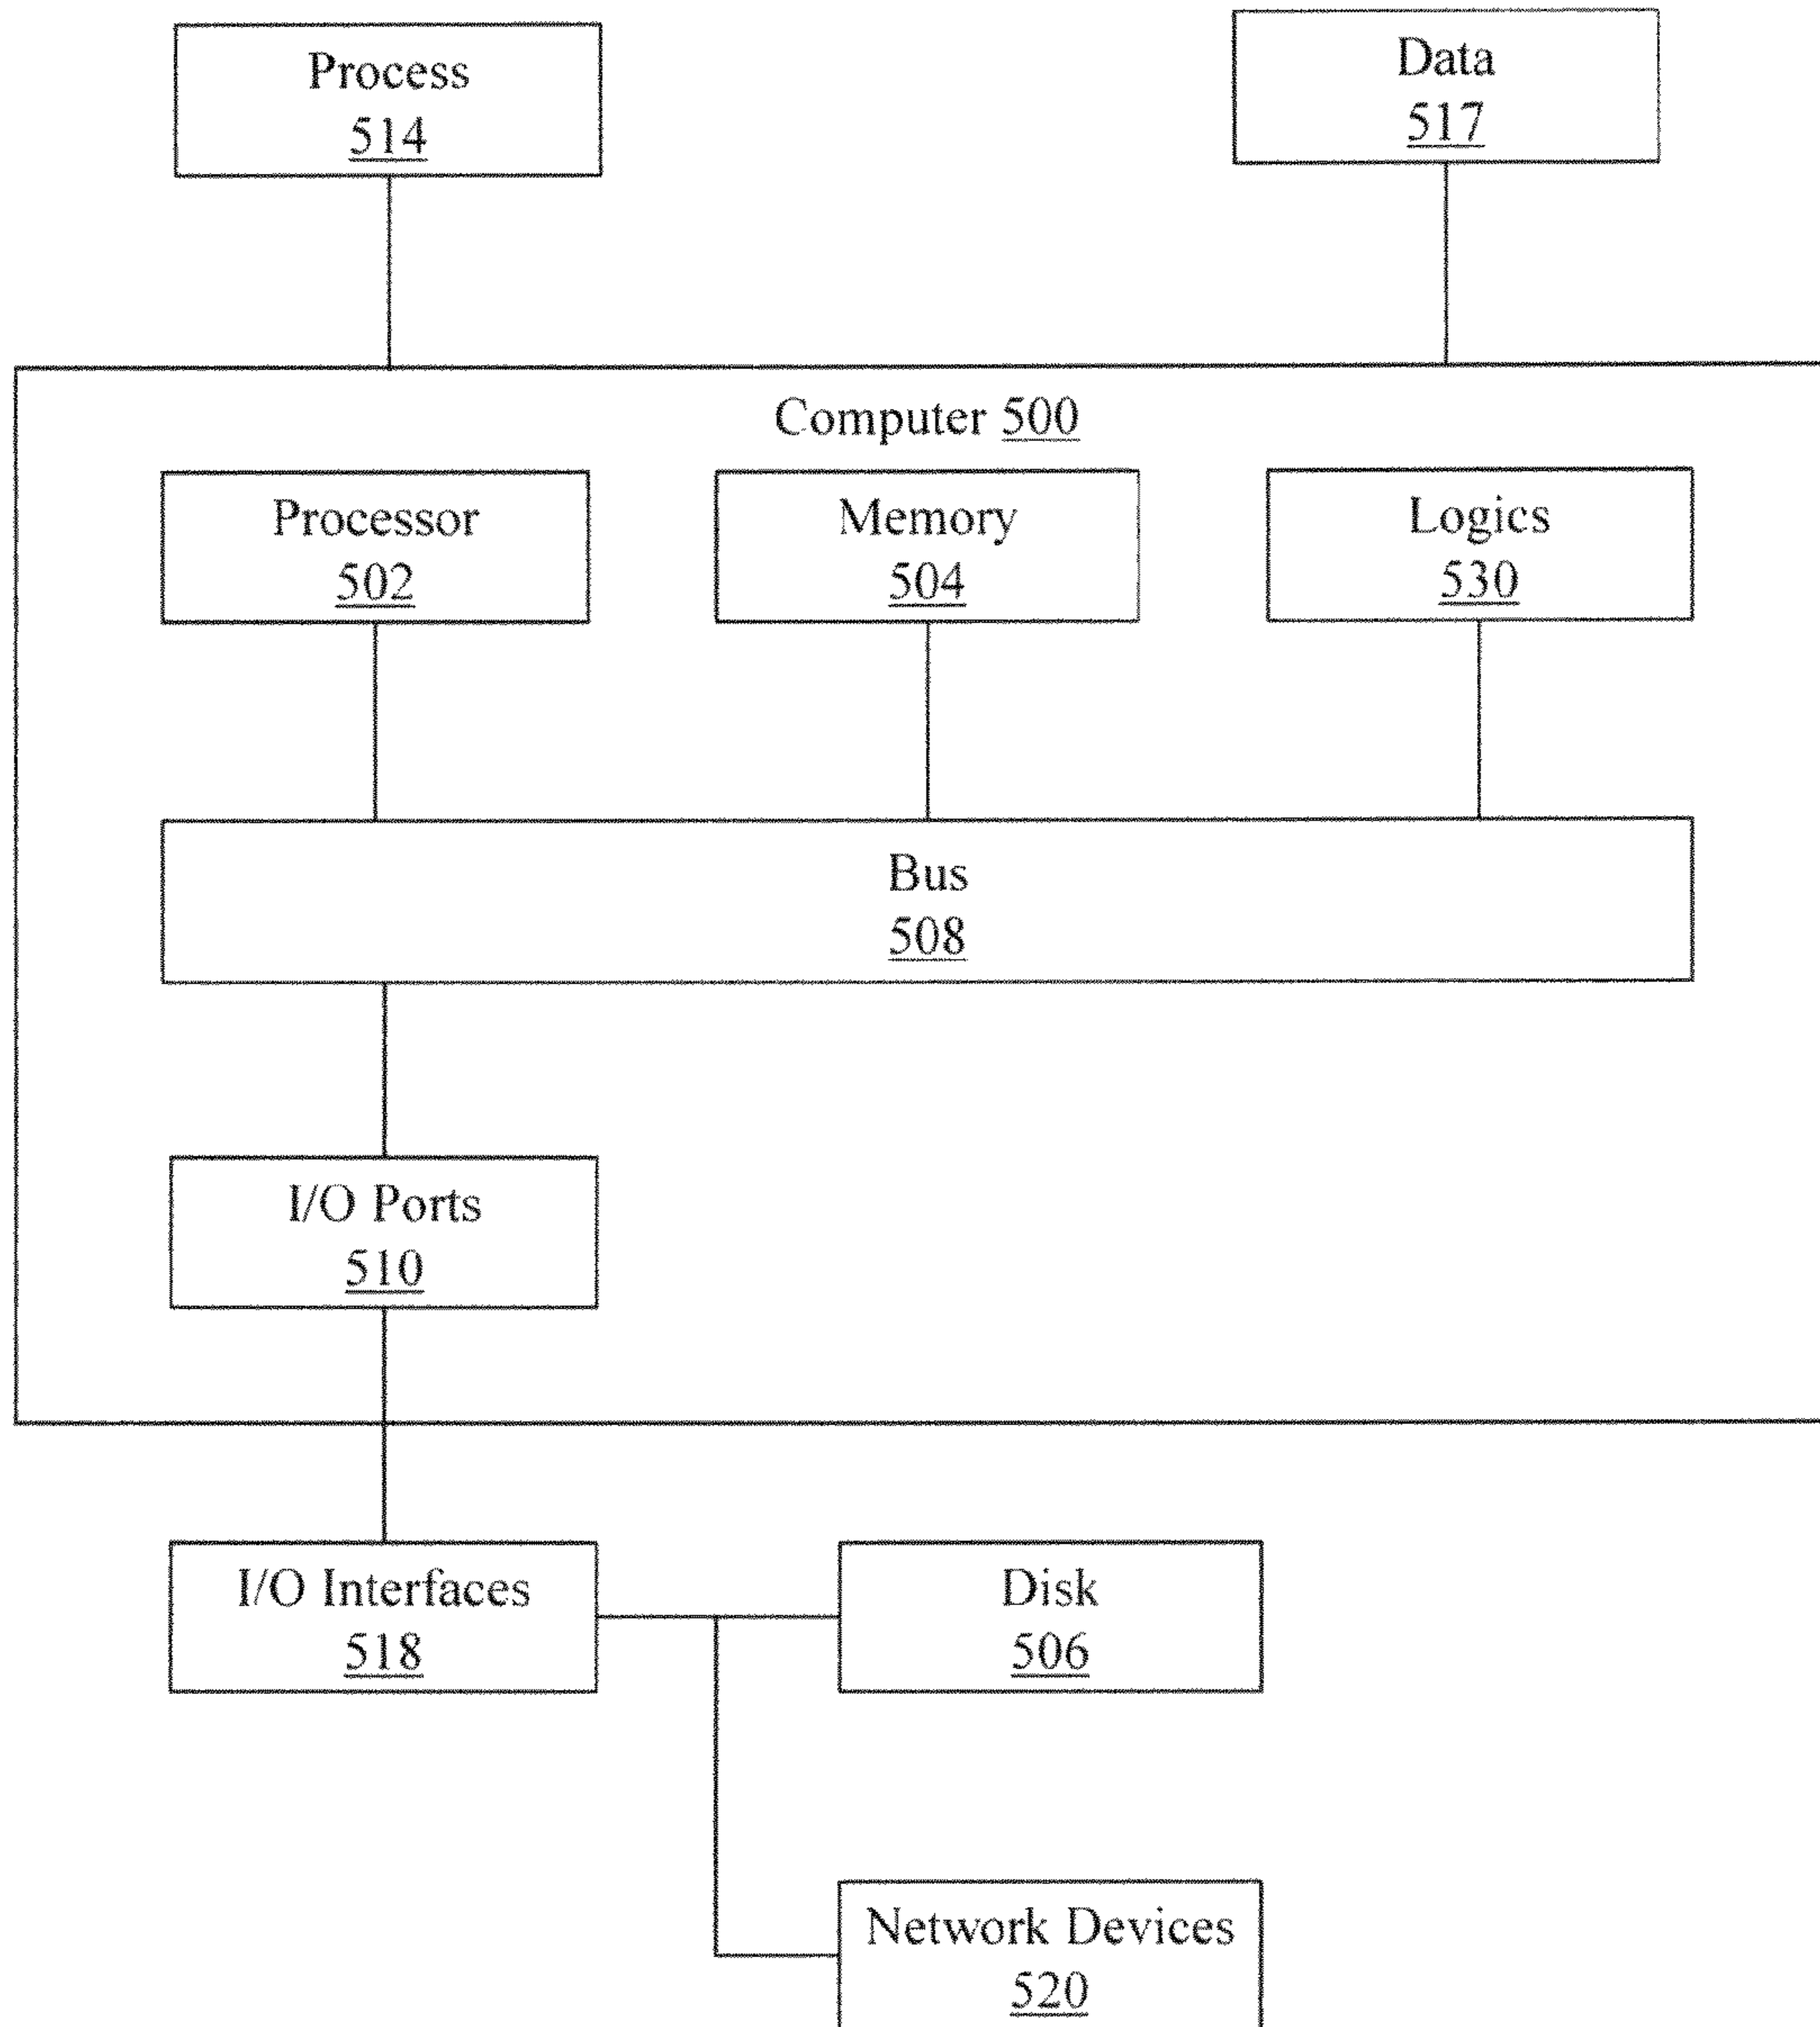 Process
514
Data
517
Computer 500
Processor
502
Memory
504
Logics
530
Bus
508
I/O Ports
510
I/O Interfaces
518
Disk
506
Network Devices
520